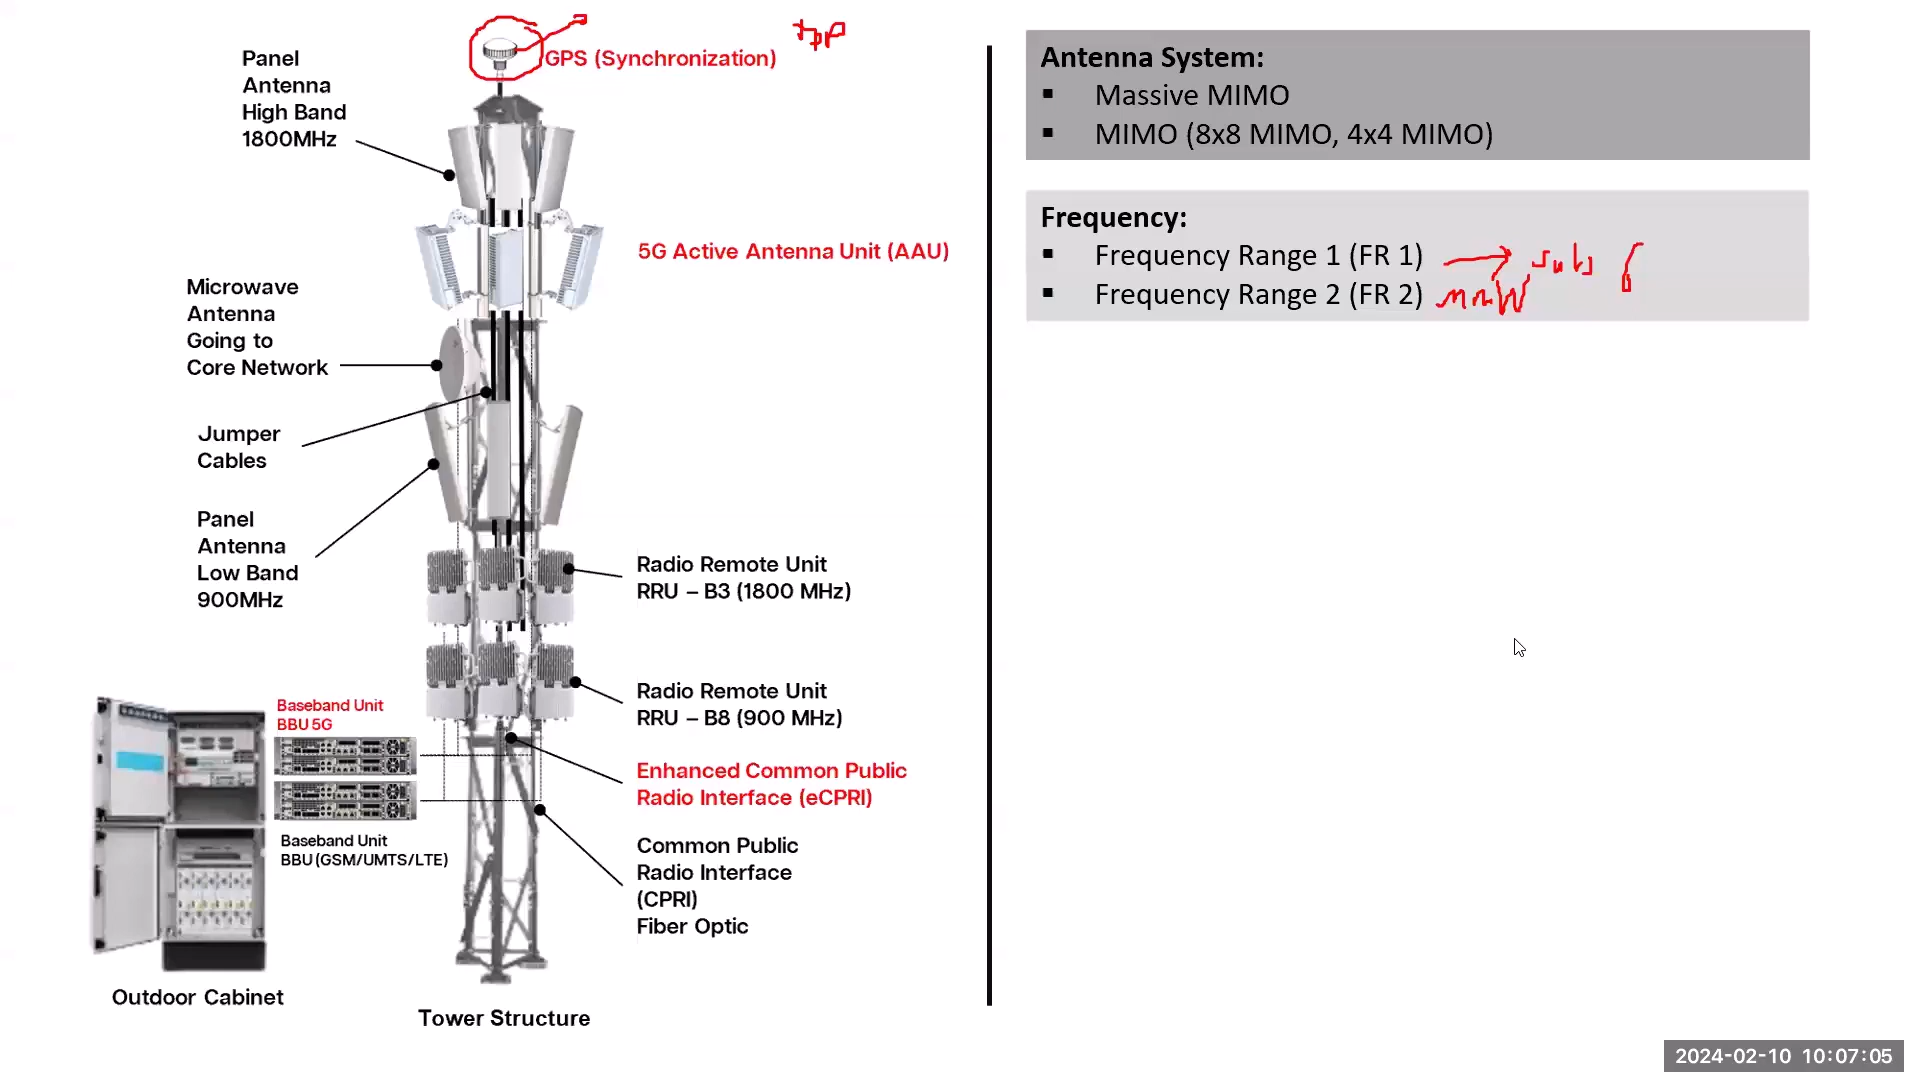 GPS (Synchronization)
Panel
Antenna
High Band
1800MHz
5G Active Antenna Unit (AAU)
Microwave
Antenna
Going to
Core Network
Jumper
Cables
Panel
Antenna
Low Band
900MHz
Radio Remote Unit
RRU – B3 (1800 MHz)
Radio Remote Unit
RRU – B8 (900 MHz)
Baseband Unit
BBU 5G
Enhanced Common Public
Radio Interface (eCPRI)
Baseband Unit
BBU (GSM/UMTS/LTE)
Common Public
Radio Interface
(CPRI)
Fiber Optic
Outdoor Cabinet
Tower Structure
Antenna System:
▪ Massive MIMO
▪ MIMO (8x8 MIMO, 4x4 MIMO)
Frequency:
▪ Frequency Range 1 (FR 1)
▪ Frequency Range 2 (FR 2)
2024-02-10 10:07:05